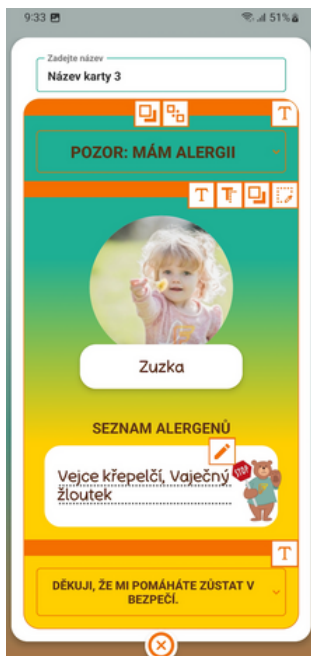 9:33
51%
Zadejte název
Název karty 3
T
POZOR: MÁM ALERGII
T T
Zuzka
SEZNAM ALERGENŮ
Vejce křepelčí, Vaječný
žloutek
STOP
T
DĚKUJI, ŽE MI POMÁHÁTE ZŮSTAT V
BEZPEČÍ.